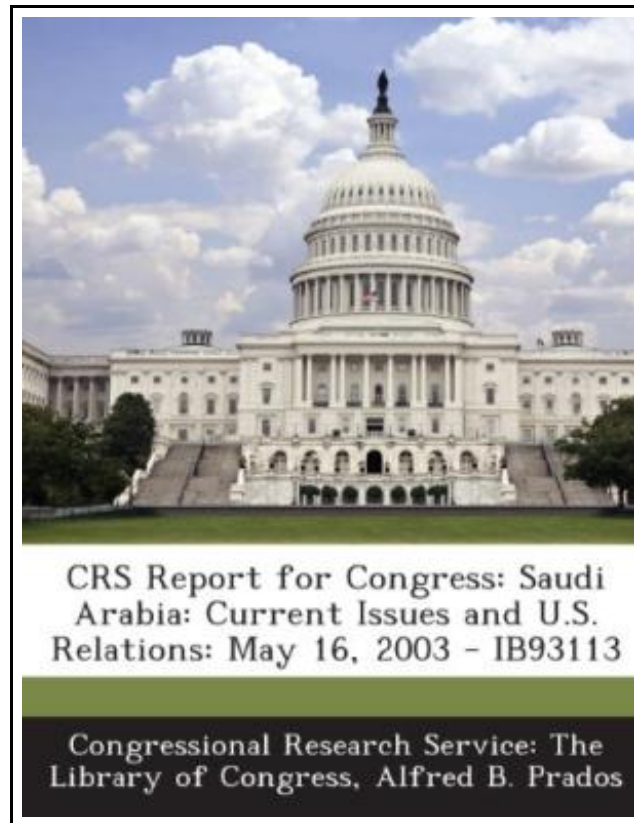 CRS Report for Congress: Saudi
Arabia: Current Issues and U.S.
Relations: May 16, 2003 - IB93113
Congressional Research Service: The
Library of Congress, Alfred B. Prados